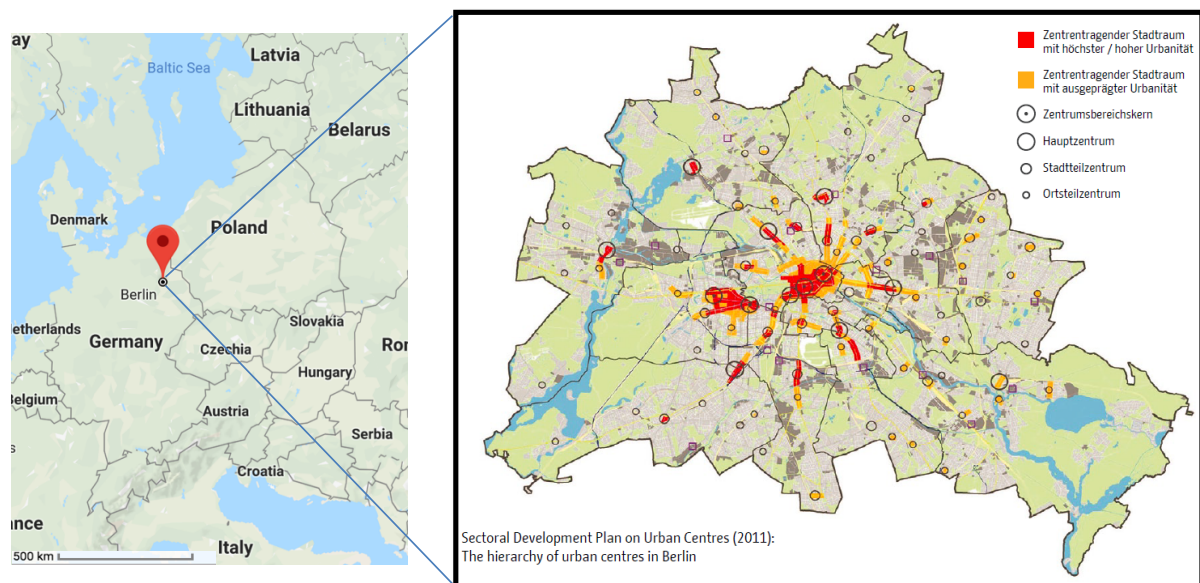 ay
Latvia
Baltic Sea
Lithuania
Belarus
Denmark
Poland
Berlin
etherlands
Germany
Slovakia
Czechia
Ror
Hungary
Belgium
Austria
Serbia
Croatia
ance
Italy
500 km
Zentrentragender Stadtraum
mit höchster / hoher Urbanität
Zentrentragender Stadtraum
mit ausgeprägter Urbanität
Zentrumsbereichskern
Hauptzentrum
Stadtteilzentrum
Ortsteilzentrum
Sectoral Development Plan on Urban Centres (2011):
The hierarchy of urban centres in Berlin